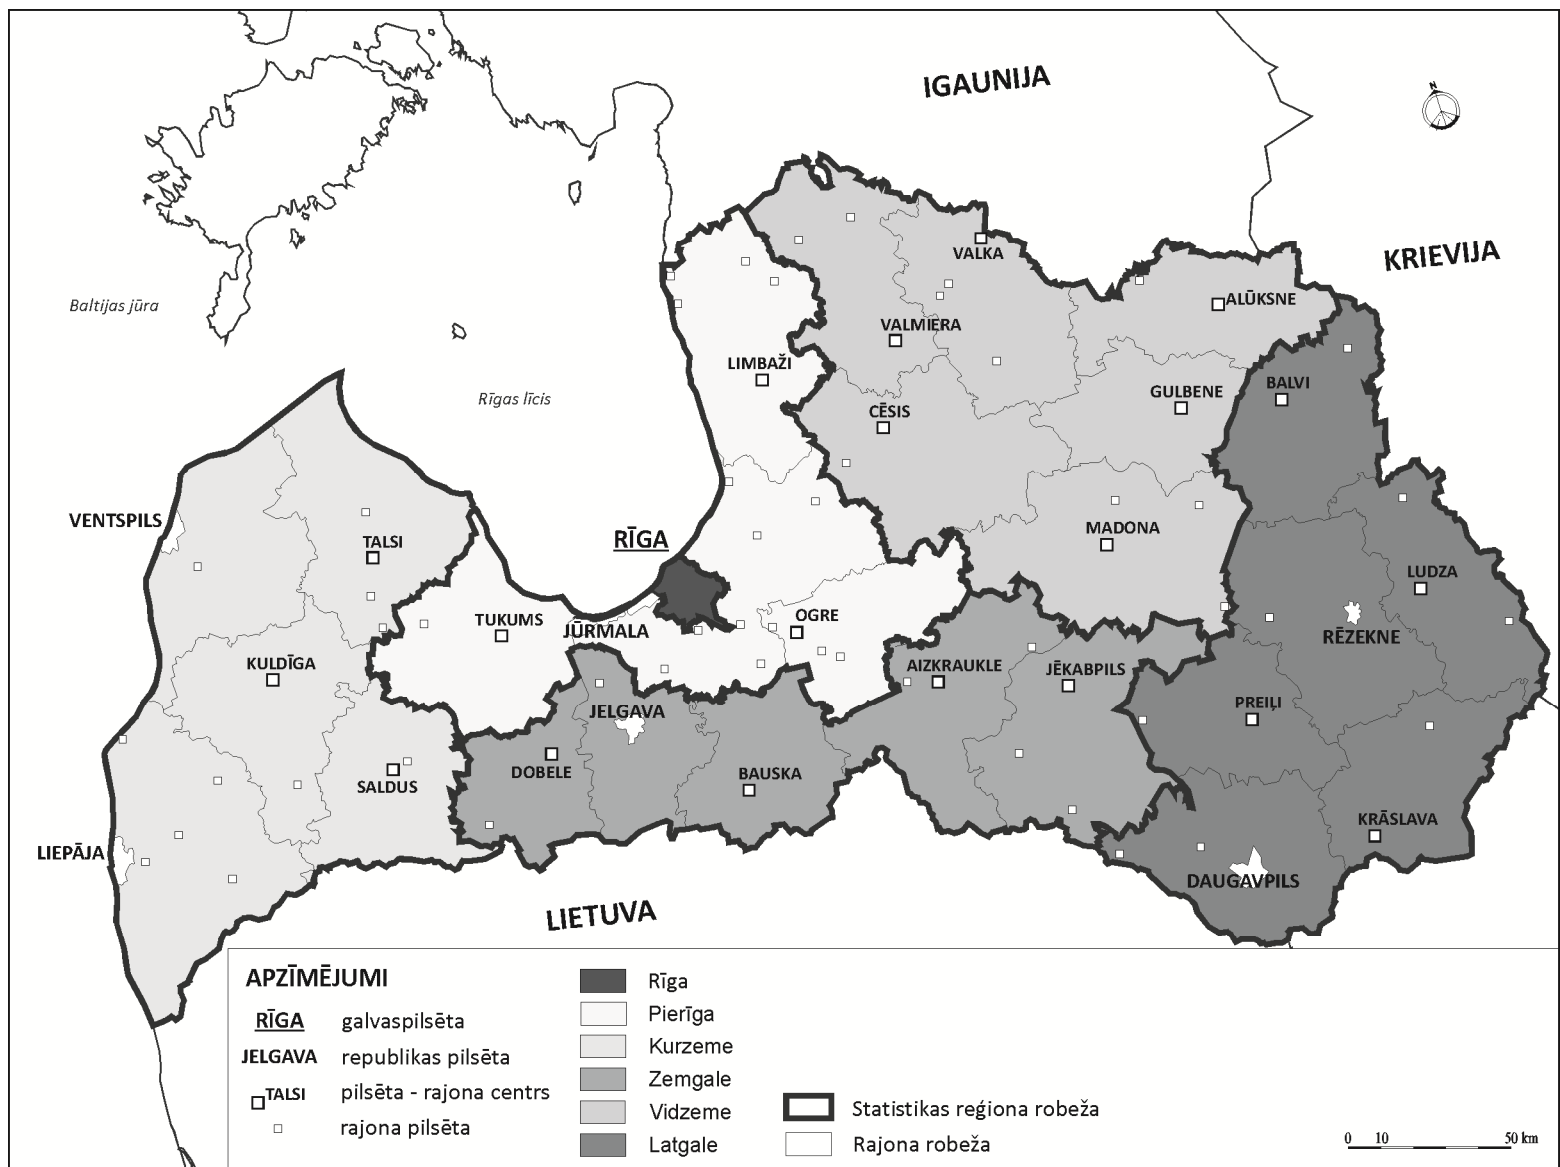 IGAUNIJA
N
KRIEVIJA
VALKA
Baltijas jūra
ALŪKSNE
VALMIERA
LIMBAŽI
BALVI
GULBENE
Rīgas līcis
CĒSIS
VENTSPILS
MADONA
RĪGA
TALSI
LUDZA
OGRE
TUKUMS
JŪRMALA
RĒZEKNE
KULDĪGA
AIZKRAUKLE
JĒKABPILS
PREIĻI
JELGAVA
DOBELE
BAUSKA
SALDUS
KRĀSLAVA
LIEPĀJA
DAUGAVPILS
LIETUVA
APZĪMĒJUMI
RĪGA galvaspilsēta
JELGAVA republikas pilsēta
TALSI pilsēta - rajona centrs
rajona pilsēta
Rīga
Pierīga
Kurzeme
Zemgale
Vidzeme
Latgale
Statistikas reģiona robeža
Rajona robeža
0 10 50 km